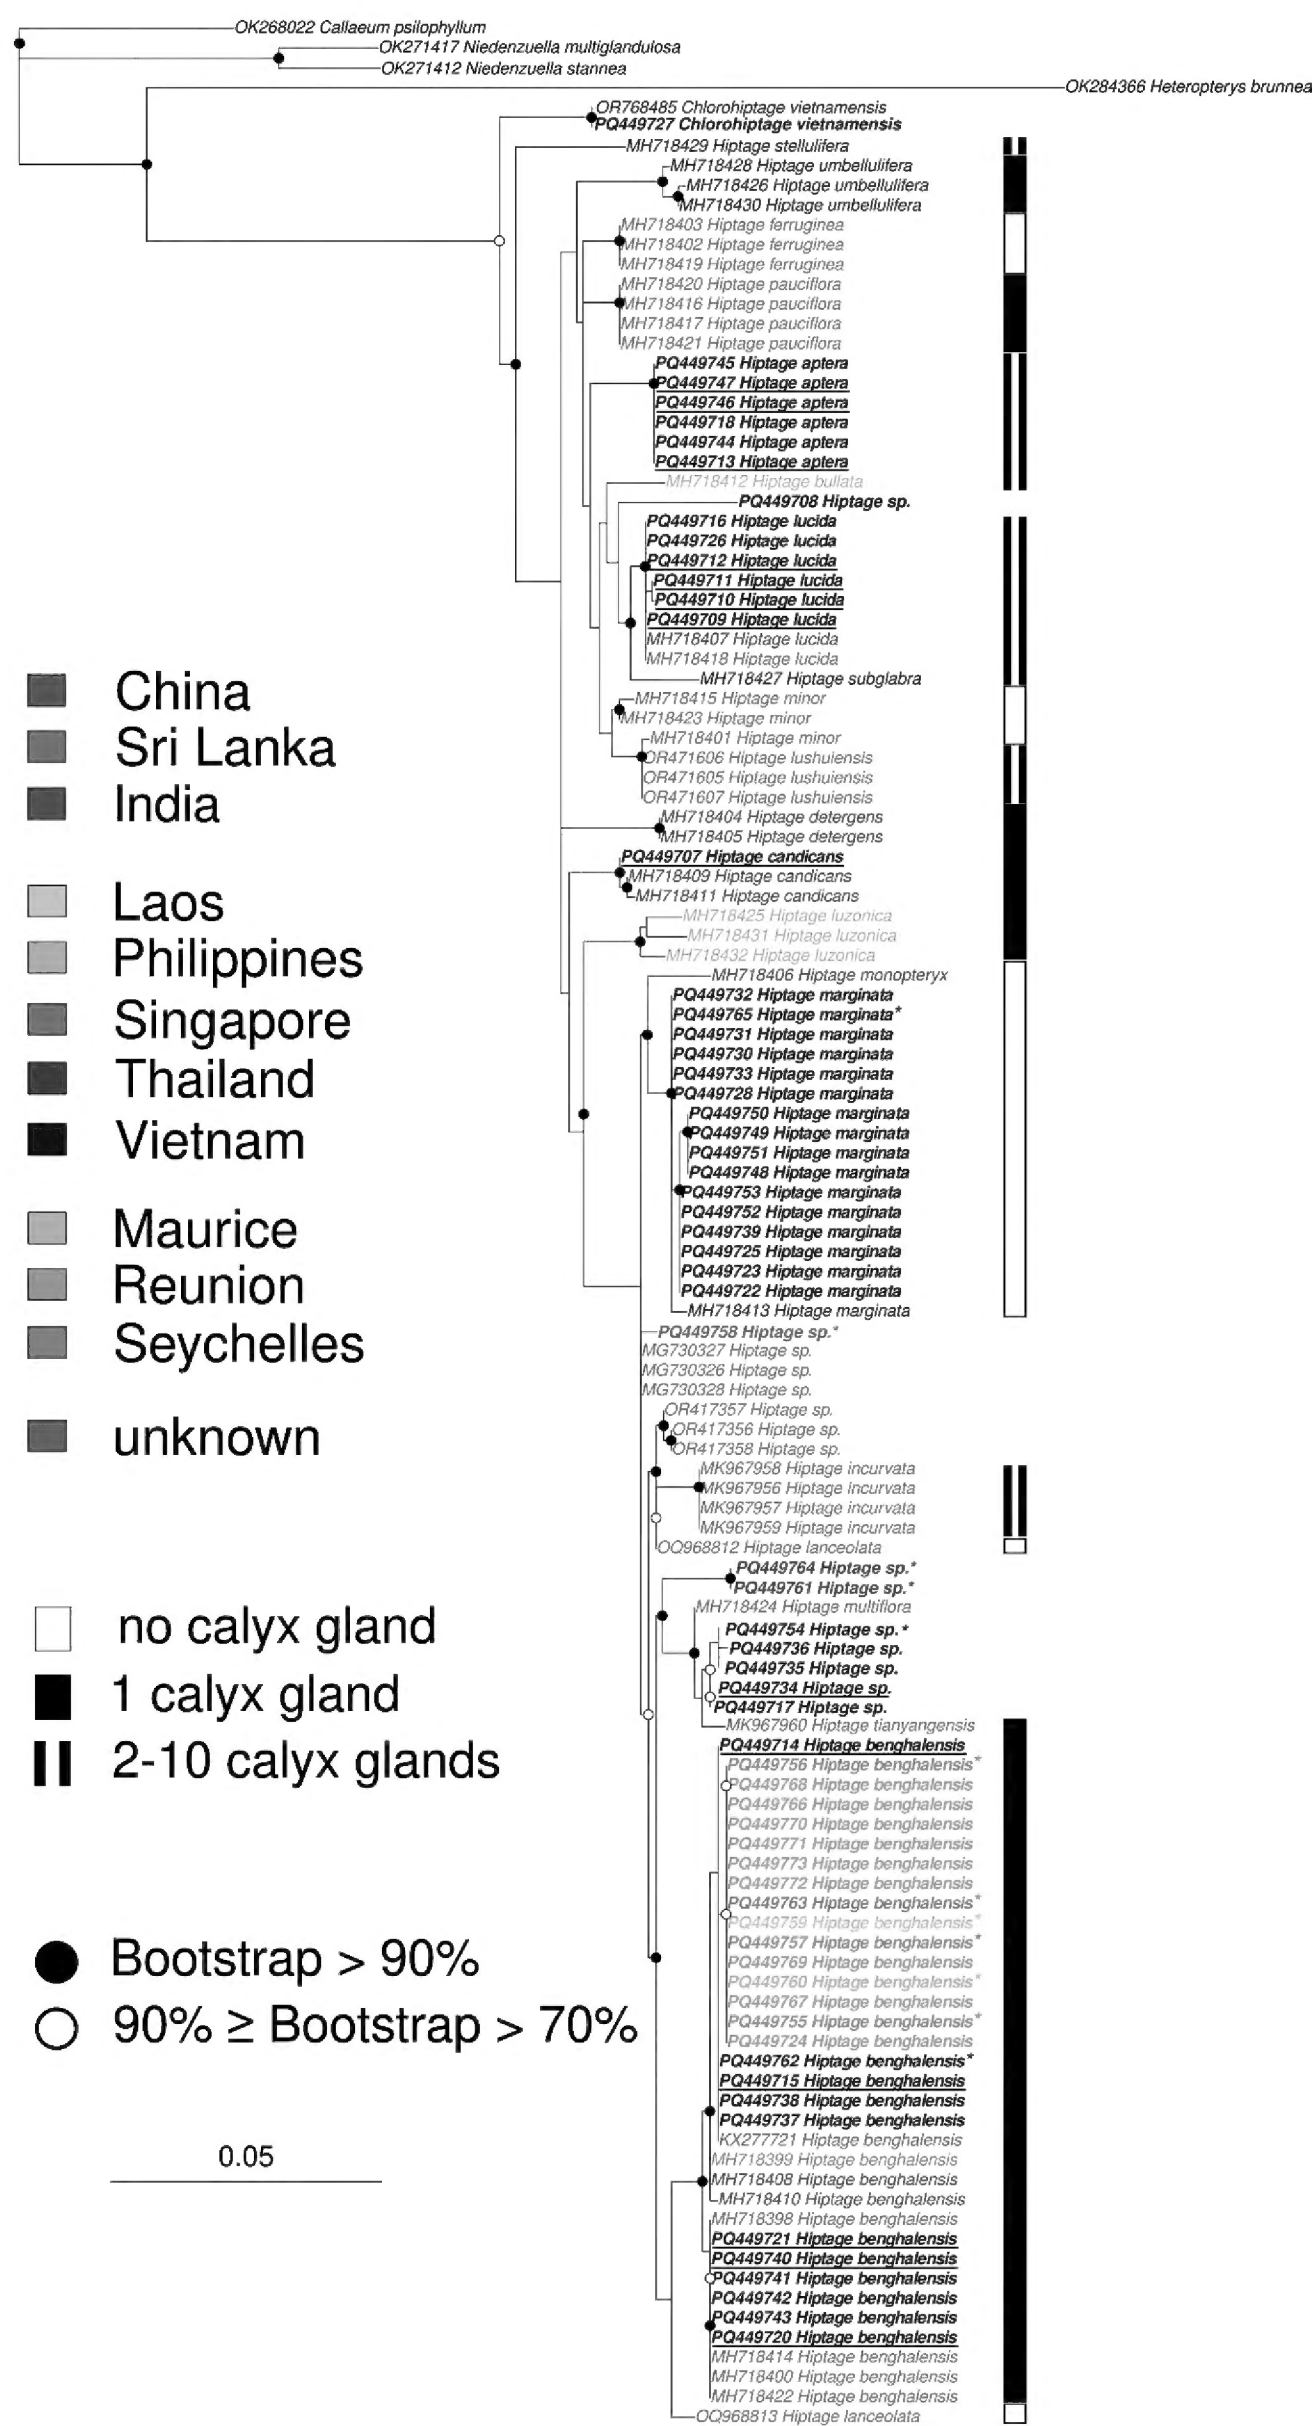 OK268022 Callaeum psilophyllum
OK271417 Niedenzuella multiglandulosa
OK271412 Niedenzuella stannea
OK284366 Heteropterys brunnea
OR768485 Chlorohiptage vietnamensis
PQ449727 Chlorohiptage vietnamensis
MH718429 Hiptage stellulifera
MH718428 Hiptage umbellulifera
MH718426 Hiptage umbellulifera
MH718430 Hiptage umbellulifera
MH718403 Hiptage ferruginea
MH718402 Hiptage ferruginea
MH718419 Hiptage ferruginea
MH718420 Hiptage pauciflora
MH718416 Hiptage pauciflora
MH718417 Hiptage pauciflora
MH718421 Hiptage pauciflora
PQ449745 Hiptage aptera
PQ449747 Hiptage aptera
PQ449746 Hiptage aptera
PQ449718 Hiptage aptera
PQ449744 Hiptage aptera
PQ449713 Hiptage aptera
MH718412 Hiptage bullata
PQ449708 Hiptage sp.
PQ449716 Hiptage lucida
PQ449726 Hiptage lucida
PQ449712 Hiptage lucida
PQ449711 Hiptage lucida
PQ449710 Hiptage lucida
PQ449709 Hiptage lucida
MH718407 Hiptage lucida
MH718418 Hiptage lucida
MH718427 Hiptage subglabra
MH718415 Hiptage minor
MH718423 Hiptage minor
MH718401 Hiptage minor
OR471606 Hiptage lushuiensis
OR471605 Hiptage lushuiensis
OR471607 Hiptage lushuiensis
MH718404 Hiptage detergens
MH718405 Hiptage detergens
PQ449707 Hiptage candicans
MH718409 Hiptage candicans
MH718411 Hiptage candicans
MH718425 Hiptage luzonica
MH718431 Hiptage luzonica
MH718432 Hiptage luzonica
MH718406 Hiptage monopteryx
PQ449732 Hiptage marginata
PQ449765 Hiptage marginata*
PQ449731 Hiptage marginata
PQ449730 Hiptage marginata
PQ449733 Hiptage marginata
PQ449728 Hiptage marginata
PQ449750 Hiptage marginata
PQ449749 Hiptage marginata
PQ449751 Hiptage marginata
PQ449748 Hiptage marginata
PQ449753 Hiptage marginata
PQ449752 Hiptage marginata
PQ449739 Hiptage marginata
PQ449725 Hiptage marginata
PQ449723 Hiptage marginata
PQ449722 Hiptage marginata
MH718413 Hiptage marginata
PQ449758 Hiptage sp.*
MG730327 Hiptage sp.
MG730326 Hiptage sp.
MG730328 Hiptage sp.
OR417357 Hiptage sp.
OR417356 Hiptage sp.
OR417358 Hiptage sp.
MK967958 Hiptage incurvata
MK967956 Hiptage incurvata
MK967957 Hiptage incurvata
MK967959 Hiptage incurvata
OQ968812 Hiptage lanceolata
PQ449764 Hiptage sp.*
PQ449761 Hiptage sp.*
MH718424 Hiptage multiflora
PQ449754 Hiptage sp.*
PQ449736 Hiptage sp.
PQ449735 Hiptage sp.
PQ449734 Hiptage sp.
PQ449717 Hiptage sp.
MK967960 Hiptage tianyangensis
PQ449714 Hiptage benghalensis
PQ449756 Hiptage benghalensis*
PQ449768 Hiptage benghalensis
PQ449766 Hiptage benghalensis
PQ449770 Hiptage benghalensis
PQ449771 Hiptage benghalensis
PQ449773 Hiptage benghalensis
PQ449772 Hiptage benghalensis
PQ449763 Hiptage benghalensis*
PQ449759 Hiptage benghalensis*
PQ449757 Hiptage benghalensis*
PQ449769 Hiptage benghalensis
PQ449760 Hiptage benghalensis*
PQ449767 Hiptage benghalensis
PQ449755 Hiptage benghalensis*
PQ449724 Hiptage benghalensis
PQ449762 Hiptage benghalensis*
PQ449715 Hiptage benghalensis
PQ449738 Hiptage benghalensis
PQ449737 Hiptage benghalensis
KX277721 Hiptage benghalensis
MH718399 Hiptage benghalensis
MH718408 Hiptage benghalensis
MH718410 Hiptage benghalensis
MH718398 Hiptage benghalensis
PQ449721 Hiptage benghalensis
PQ449740 Hiptage benghalensis
PQ449741 Hiptage benghalensis
PQ449742 Hiptage benghalensis
PQ449743 Hiptage benghalensis
PQ449720 Hiptage benghalensis
MH718414 Hiptage benghalensis
MH718400 Hiptage benghalensis
MH718422 Hiptage benghalensis
OQ968813 Hiptage lanceolata
China
Sri Lanka
India
Laos
Philippines
Singapore
Thailand
Vietnam
Maurice
Reunion
Seychelles
unknown
no calyx gland
1 calyx gland
2-10 calyx glands
Bootstrap > 90%
90% ≥ Bootstrap > 70%
0.05